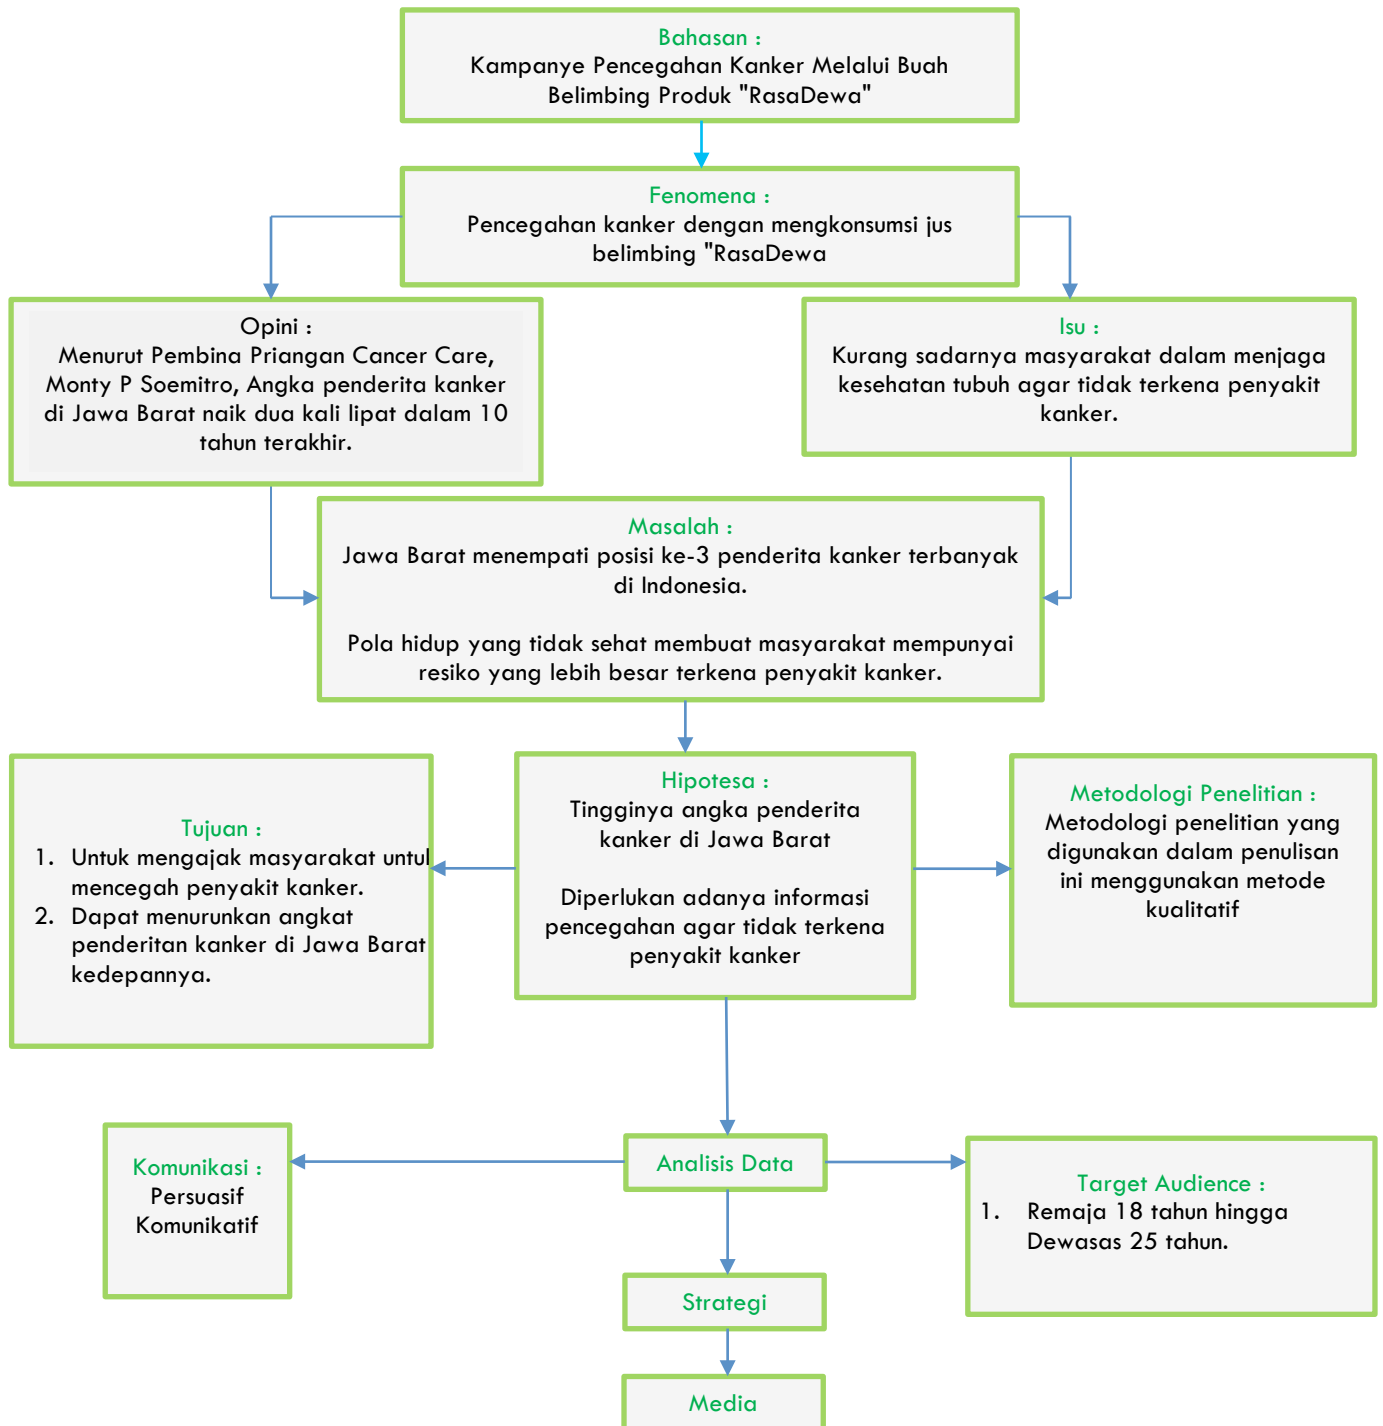 Bahasan :
Kampanye Pencegahan Kanker Melalui Buah
Belimbing Produk "RasaDewa"
Fenomena :
Pencegahan kanker dengan mengkonsumsi jus
belimbing "RasaDewa
Opini :
Menurut Pembina Priangan Cancer Care,
Monty P Soemitro, Angka penderita kanker
di Jawa Barat naik dua kali lipat dalam 10
tahun terakhir.
Isu :
Kurang sadarnya masyarakat dalam menjaga
kesehatan tubuh agar tidak terkena penyakit
kanker.
Masalah :
Jawa Barat menempati posisi ke-3 penderita kanker terbanyak
di Indonesia.
Pola hidup yang tidak sehat membuat masyarakat mempunyai
resiko yang lebih besar terkena penyakit kanker.
Tujuan :
1. Untuk mengajak masyarakat untul
mencegah penyakit kanker.
2. Dapat menurunkan angkat
penderitan kanker di Jawa Barat
kedepannya.
Hipotesa :
Tingginya angka penderita
kanker di Jawa Barat
Diperlukan adanya informasi
pencegahan agar tidak terkena
penyakit kanker
Metodologi Penelitian :
Metodologi penelitian yang
digunakan dalam penulisan
ini menggunakan metode
kualitatif
Komunikasi :
Persuasif
Komunikatif
Analisis Data
Target Audience :
1. Remaja 18 tahun hingga
Dewasas 25 tahun.
Strategi
Media